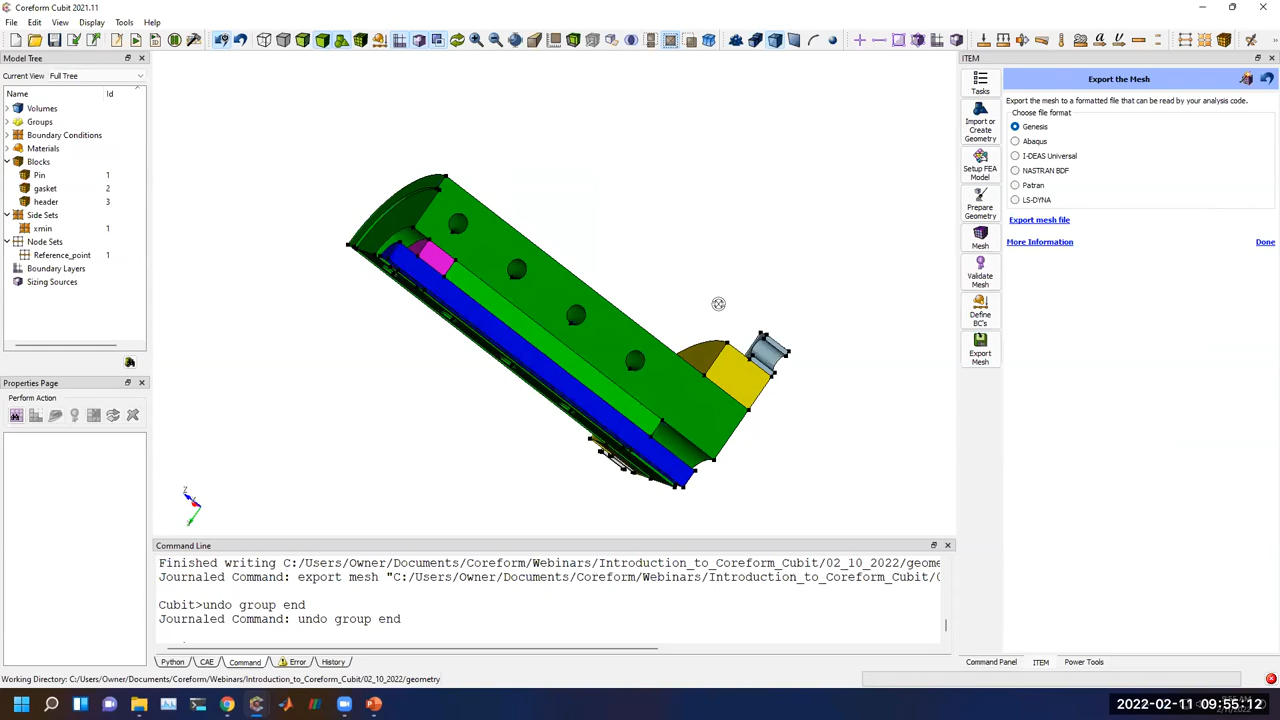 Coreform Cubit 2021.11
File Edit View Display Tools Help
Model Tree
Current View Full Tree
Name Id
Volumes
Groups
Boundary Conditions
Materials
Blocks
Pin 1
gasket 2
header 3
Side Sets
xmin 1
Node Sets
Reference_point 1
Boundary Layers
Sizing Sources
Properties Page
Perform Action
Z
Y
Command Line
Finished writing C:/Users/Owner/Documents/Coreform/Webinars/Introduction_to_Coreform_Cubit/02_10_2022/geome
Journaled Command: export mesh "C:/Users/Owner/Documents/Coreform/Webinars/Introduction_to_Coreform_Cubit/0
Cubit>undo group end
Journaled Command: undo group end
Python CAE Command Error History
Working Directory: C:/Users/Owner/Documents/Coreform/Webinars/Introduction_to_Coreform_Cubit/02_10_2022/geometry
ITEM
Tasks
Import or
Create
Geometry
Setup FEA
Model
Prepare
Geometry
Mesh
Validate
Mesh
Define
BC's
Export
Mesh
Export the Mesh
Export the mesh to a formatted file that can be read by your analysis code.
Choose file format
Genesis
Abaqus
I-DEAS Universal
NASTRAN BDF
Patran
LS-DYNA
Export mesh file
More Information Done
Command Panel ITEM Power Tools
2022-02-11 09:55:12